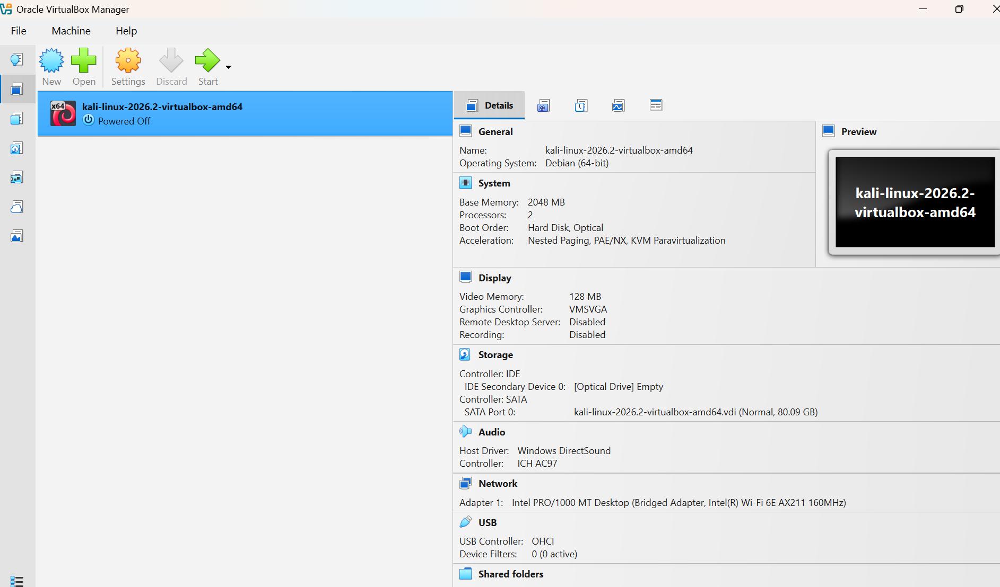 Oracle VirtualBox Manager
File Machine Help
New Open Settings Discard Start
x64 kali-linux-2026.2-virtualbox-amd64
Powered Off
Details
General
Name: kali-linux-2026.2-virtualbox-amd64
Operating System: Debian (64-bit)
System
Base Memory: 2048 MB
Processors: 2
Boot Order: Hard Disk, Optical
Acceleration: Nested Paging, PAE/NX, KVM Paravirtualization
Preview
kali-linux-2026.2-
virtualbox-amd64
Display
Video Memory: 128 MB
Graphics Controller: VMSVGA
Remote Desktop Server: Disabled
Recording: Disabled
Storage
Controller: IDE
IDE Secondary Device 0: [Optical Drive] Empty
Controller: SATA
SATA Port 0: kali-linux-2026.2-virtualbox-amd64.vdi (Normal, 80.09 GB)
Audio
Host Driver: Windows DirectSound
Controller: ICH AC97
Network
Adapter 1: Intel PRO/1000 MT Desktop (Bridged Adapter, Intel(R) Wi-Fi 6E AX211 160MHz)
USB
USB Controller: OHCI
Device Filters: 0 (0 active)
Shared folders